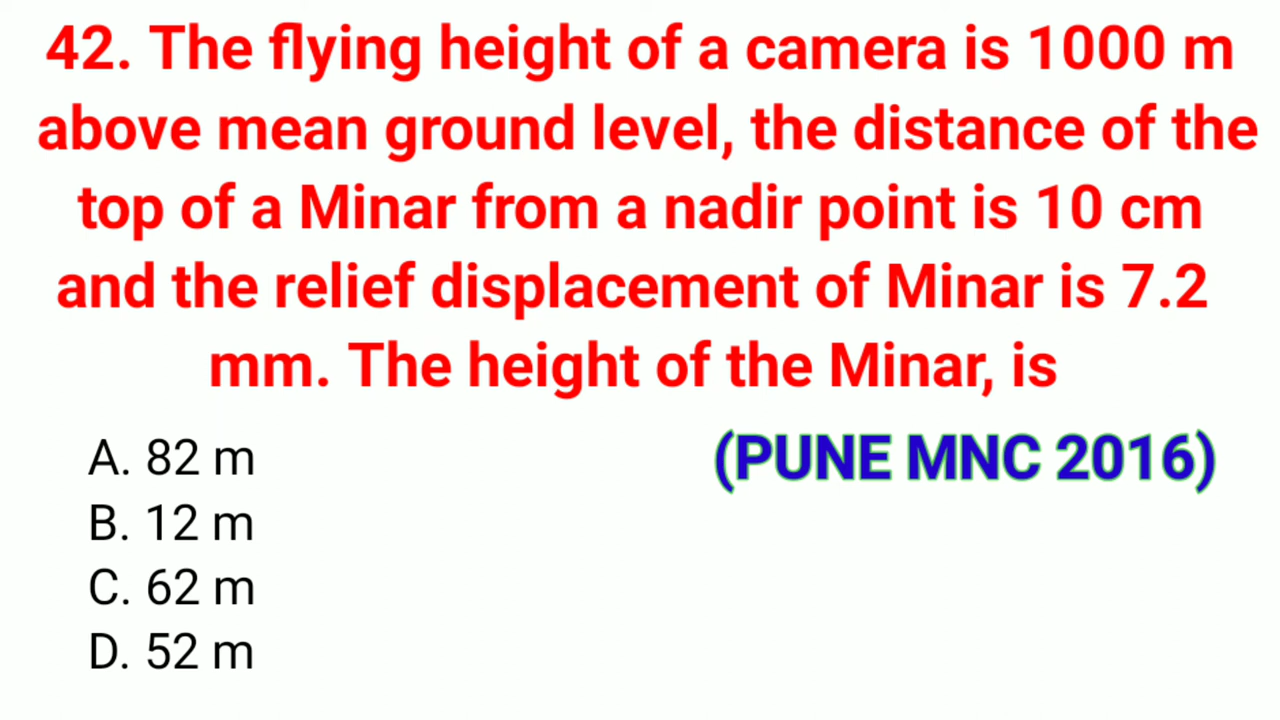 42. The flying height of a camera is 1000 m
above mean ground level, the distance of the
top of a Minar from a nadir point is 10 cm
and the relief displacement of Minar is 7.2
mm. The height of the Minar, is
A. 82 m
(PUNE MNC 2016)
B. 12 m
C. 62 m
D. 52 m